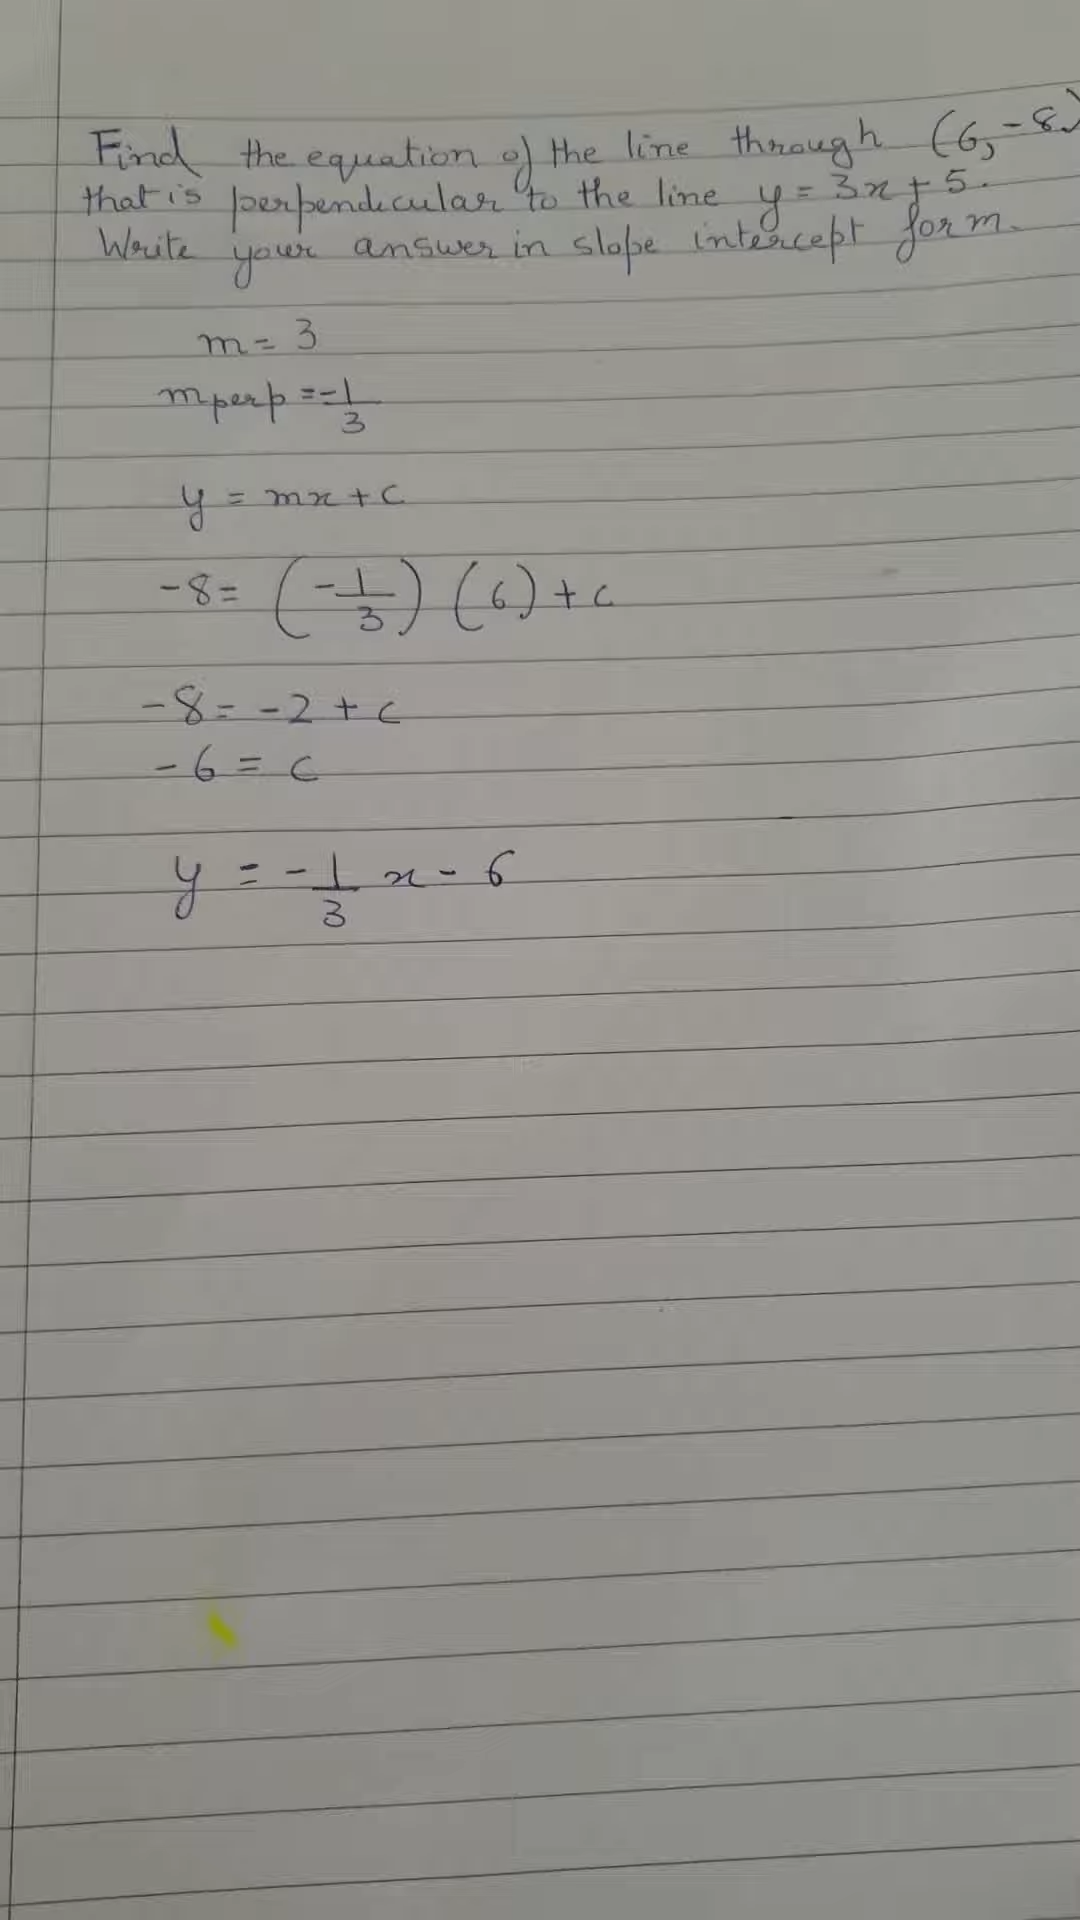 Find the equation of the line through (6, -8)
that is perpendicular to the line y = 3x + 5.
Write your answer in slope intercept form.
m = 3
m perp = -1/3
y = mx + c
-8 = (-1/3) (6) + c
-8 = -2 + c
-6 = c
y = -1/3 x - 6